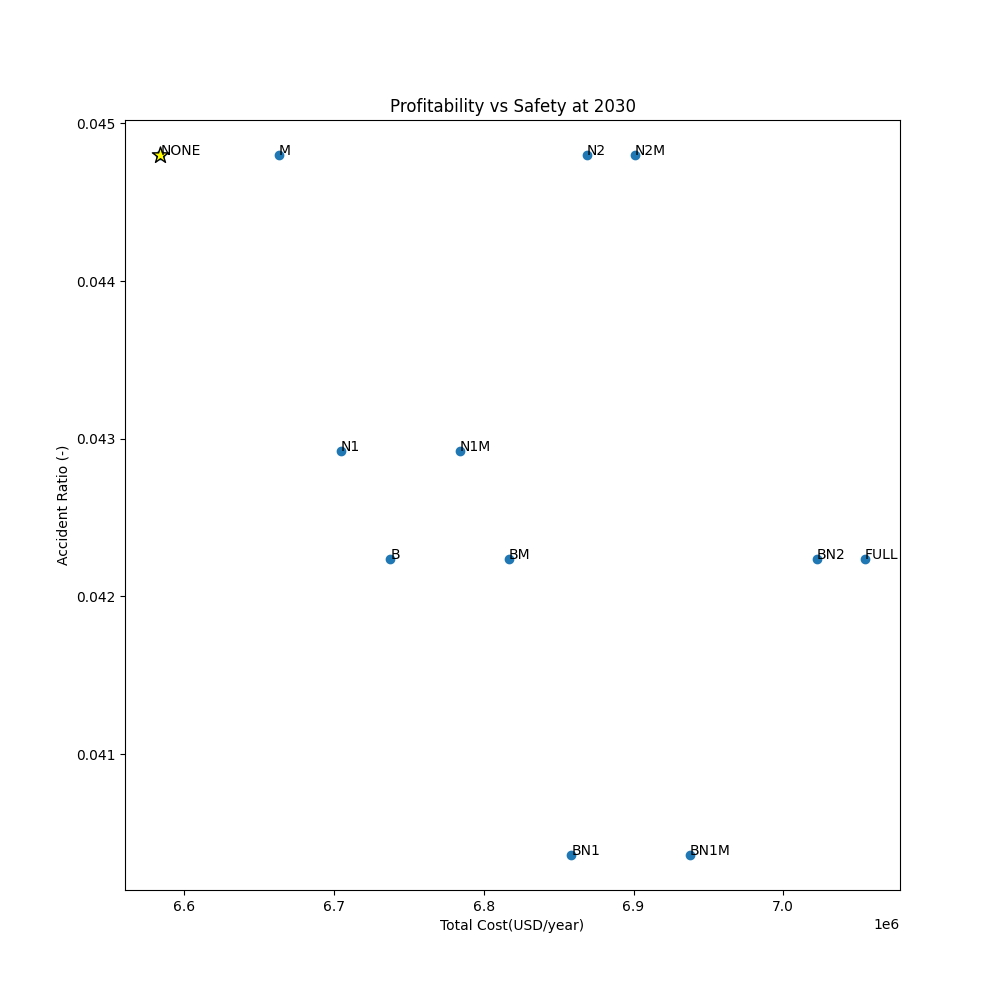 Profitability vs Safety at 2030
0.045
NONE
M
N2
N2M
0.044
0.043
N1
N1M
Accident Ratio (-)
B
BM
BN2
FULL
0.042
0.041
BN1
BN1M
6.6
6.7
6.8
6.9
7.0
Total Cost(USD/year)
1e6